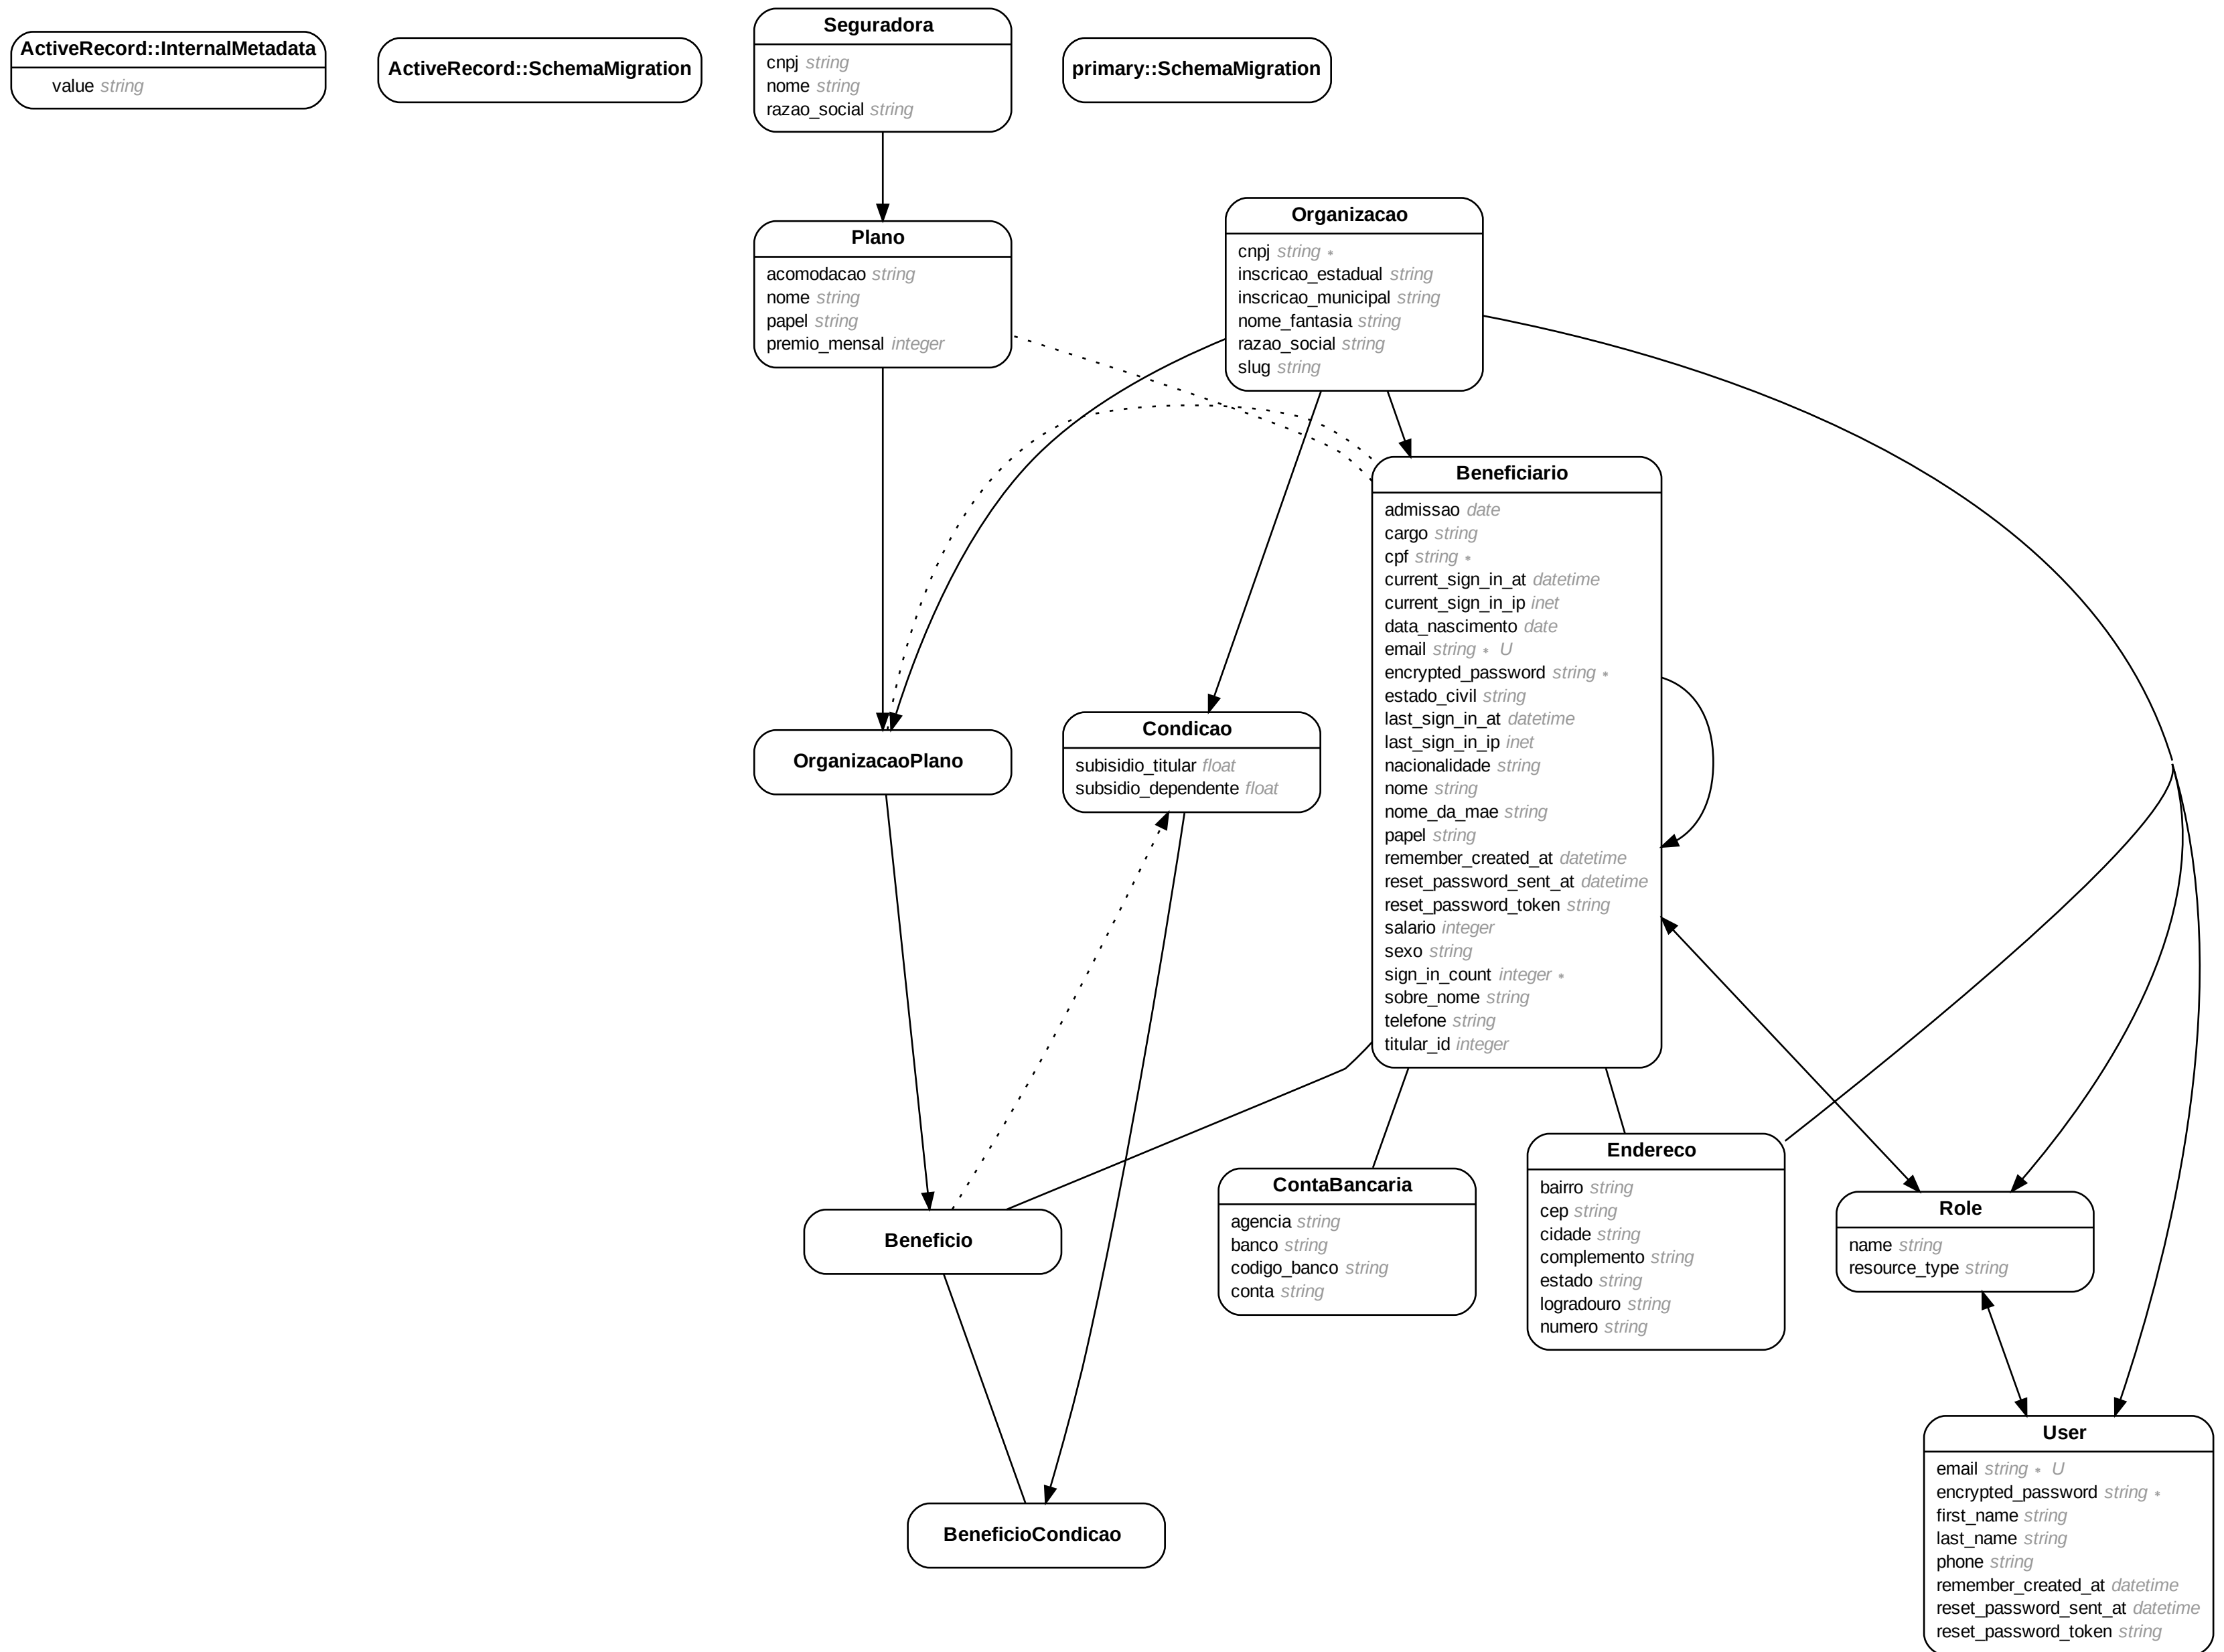 ActiveRecord::InternalMetadata
value string
ActiveRecord::SchemaMigration
Seguradora
cnpj string
nome string
razao_social string
primary::SchemaMigration
Plano
acomodacao string
nome string
papel string
premio_mensal integer
Organizacao
cnpj string *
inscricao_estadual string
inscricao_municipal string
nome_fantasia string
razao_social string
slug string
Beneficiario
admissao date
cargo string
cpf string *
current_sign_in_at datetime
current_sign_in_ip inet
data_nascimento date
email string * U
encrypted_password string *
estado_civil string
last_sign_in_at datetime
last_sign_in_ip inet
nacionalidade string
nome string
nome_da_mae string
papel string
remember_created_at datetime
reset_password_sent_at datetime
reset_password_token string
salario integer
sexo string
sign_in_count integer *
sobre_nome string
telefone string
titular_id integer
OrganizacaoPlano
Condicao
subisidio_titular float
subsidio_dependente float
Beneficio
ContaBancaria
agencia string
banco string
codigo_banco string
conta string
Endereco
bairro string
cep string
cidade string
complemento string
estado string
logradouro string
numero string
Role
name string
resource_type string
BeneficioCondicao
User
email string * U
encrypted_password string *
first_name string
last_name string
phone string
remember_created_at datetime
reset_password_sent_at datetime
reset_password_token string